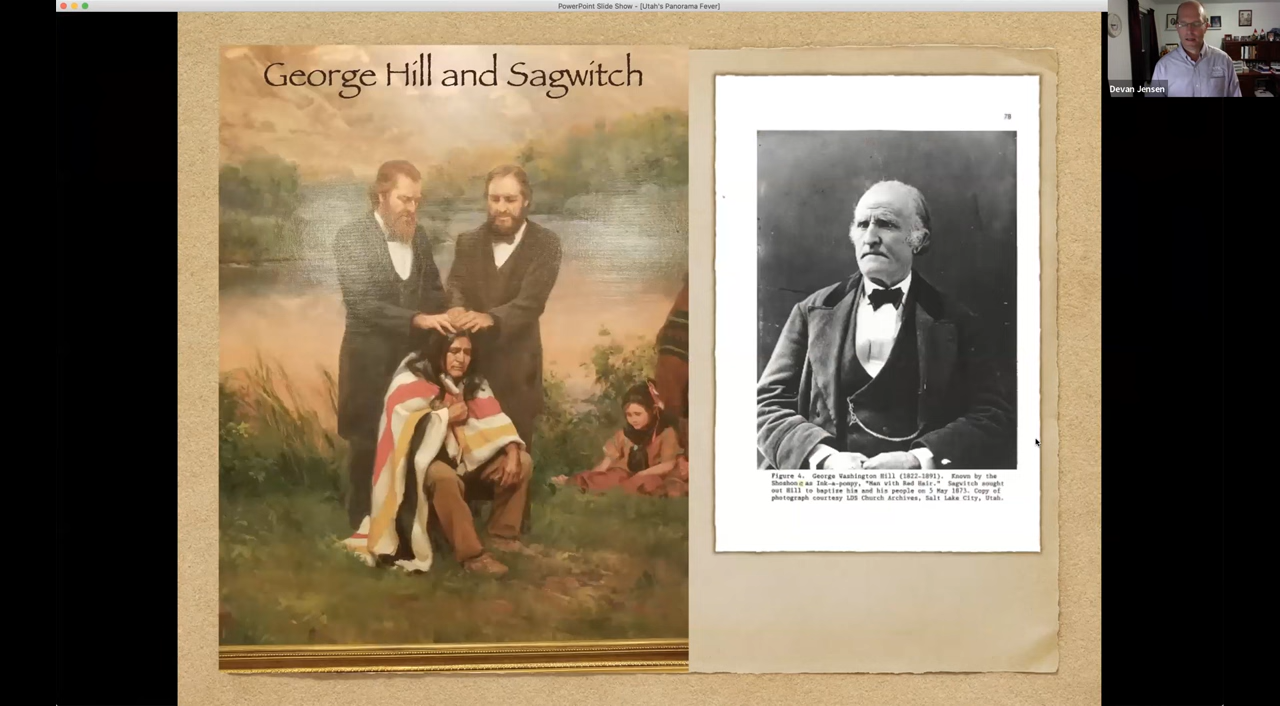 PowerPoint Slide Show - [Utah's Panorama Fever]
Devan Jensen
George Hill and Sagwitch
78
Figure 4. George Washington Hill (1822-1891). Known by the
Shoshone as Ink-a-pompy, "Man with Red Hair." Sagwitch sought
out Hill to baptize him and his people on 5 May 1873. Copy of
photograph courtesy LDS Church Archives, Salt Lake City, Utah.